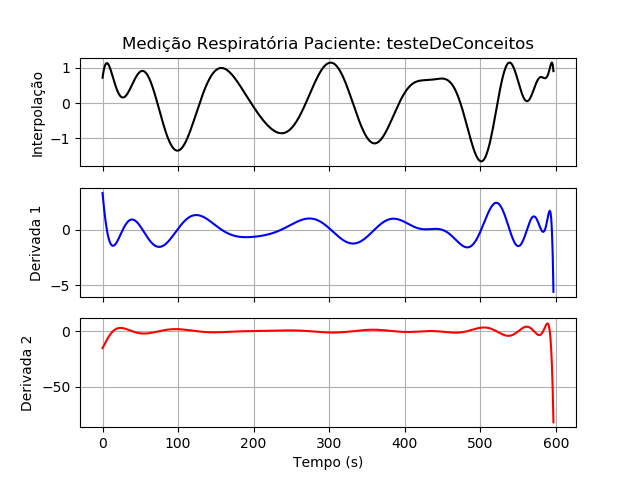 Medição Respiratória Paciente: testeDeConceitos
Interpolação
1
0
−1
Derivada 1
0
−5
Derivada 2
0
−50
0 100 200 300 400 500 600
Tempo (s)